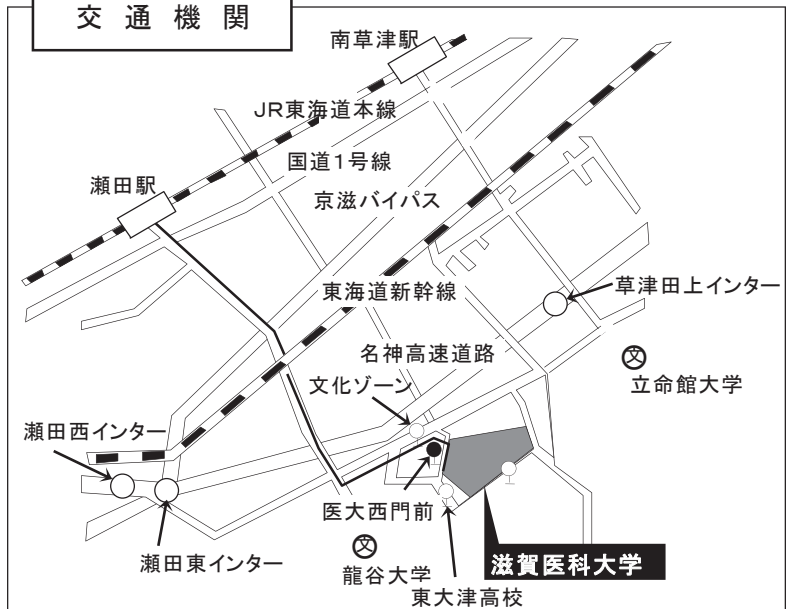 交通機関
南草津駅
JR東海道本線
国道1号線
瀬田駅
京滋バイパス
東海道新幹線
草津田上インター
名神高速道路
文化ゾーン
文
立命館大学
瀬田西インター
医大西門前
瀬田東インター
文
龍谷大学
滋賀医科大学
東大津高校